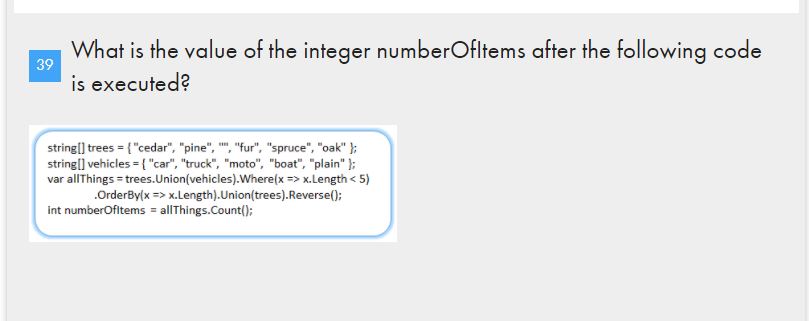 39
What is the value of the integer numberOfItems after the following code
is executed?
string[] trees = { "cedar", "pine", "", "fur", "spruce", "oak" };
string[] vehicles = { "car", "truck", "moto", "boat", "plain" };
var allThings = trees.Union(vehicles).Where(x => x.Length < 5)
.OrderBy(x => x.Length).Union(trees).Reverse();
int numberOfItems = allThings.Count();